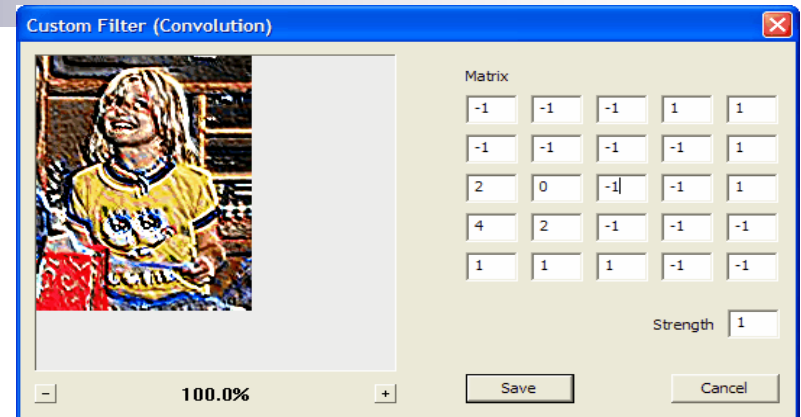 Custom Filter (Convolution)
Matrix
-1 -1 -1 1 1
-1 -1 -1 -1 1
2 0 -1 -1 1
4 2 -1 -1 -1
1 1 1 -1 -1
Strength 1
- 100.0% + Save Cancel